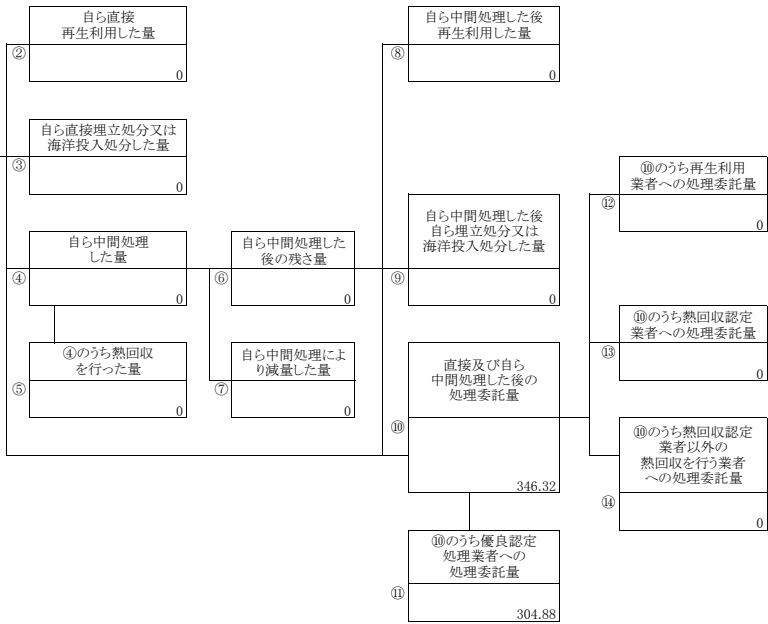 自ら直接
再生利用した量
②
0
自ら直接埋立処分又は
海洋投入処分した量
③
0
自ら中間処理
した量
④
0
④のうち熱回収
を行った量
⑤
0
自ら中間処理した
後の残さ量
⑥
0
自ら中間処理によ
り減量した量
⑦
0
自ら中間処理した後
再生利用した量
⑧
0
自ら中間処理した後
自ら埋立処分又は
海洋投入処分した量
⑨
0
直接及び自ら
中間処理した後の
処理委託量
⑩
346.32
⑩のうち優良認定
処理業者への
処理委託量
⑪
304.88
⑩のうち再生利用
業者への処理委託量
⑫
0
⑩のうち熱回収認定
業者への処理委託量
⑬
0
⑩のうち熱回収認定
業者以外の
熱回収を行う業者
への処理委託量
⑭
0